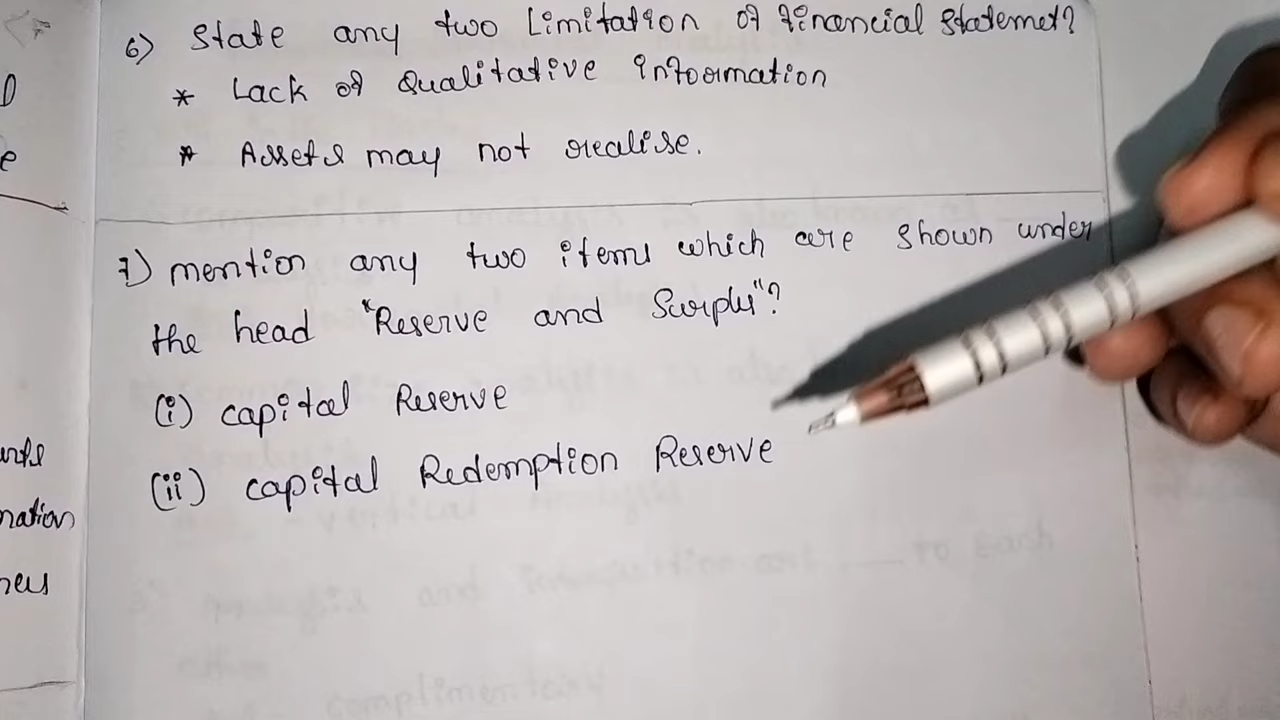 6) State any two Limitation of financial Statemet?
* Lack of Qualitative information
* Assets may not realise.
7) mention any two items which are shown under
the head "Reserve and Surplus"?
(i) capital Reserve
(ii) capital Redemption Reserve